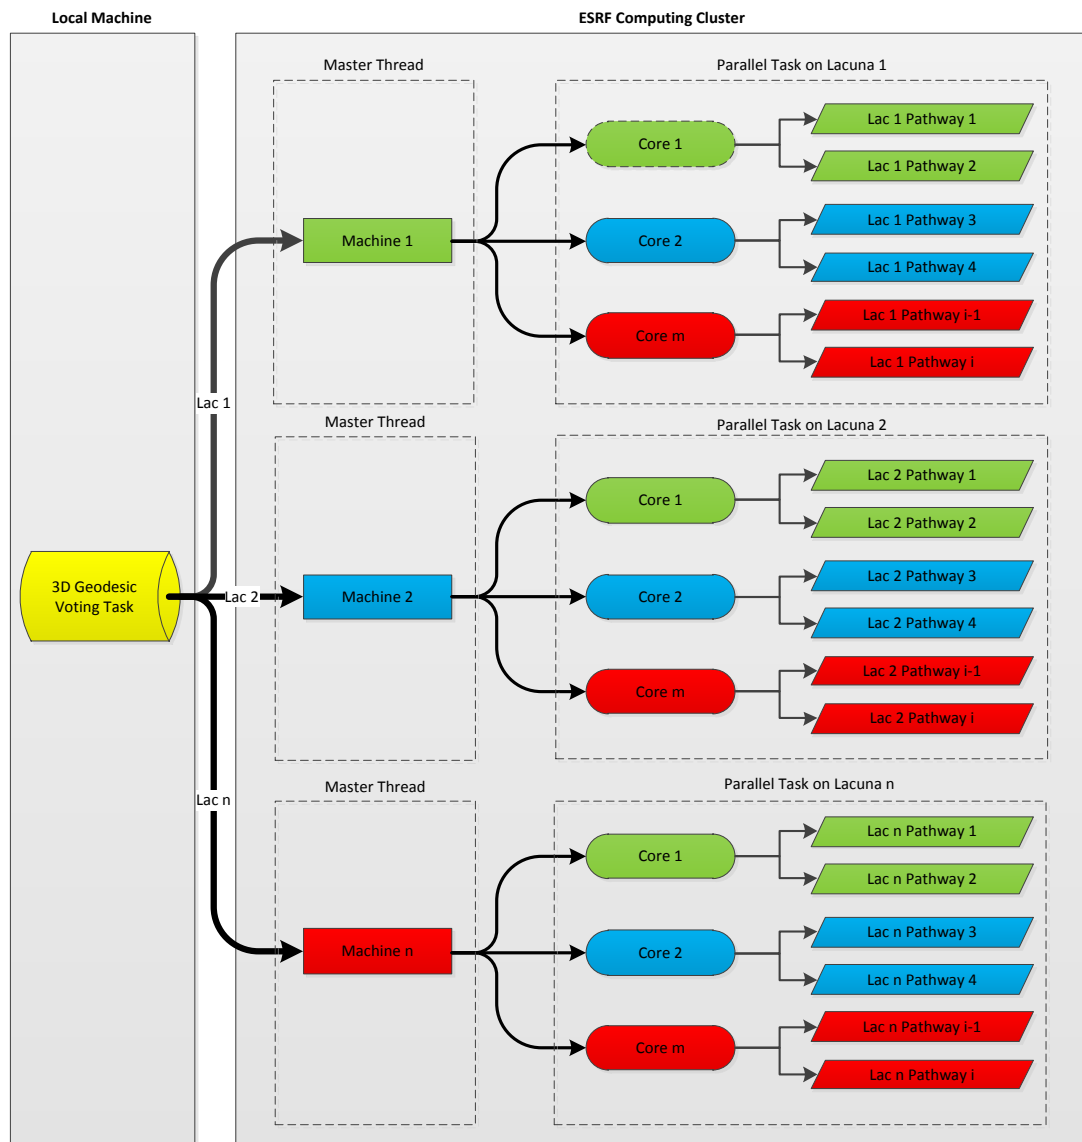 Local Machine
ESRF Computing Cluster
Master Thread
Parallel Task on Lacuna 1
Core 1
Lac 1 Pathway 1
Lac 1 Pathway 2
Machine 1
Core 2
Lac 1 Pathway 3
Lac 1 Pathway 4
Core m
Lac 1 Pathway i-1
Lac 1 Pathway i
Lac 1
Master Thread
Parallel Task on Lacuna 2
Core 1
Lac 2 Pathway 1
Lac 2 Pathway 2
3D Geodesic
Voting Task
Lac 2
Machine 2
Core 2
Lac 2 Pathway 3
Lac 2 Pathway 4
Core m
Lac 2 Pathway i-1
Lac 2 Pathway i
Lac n
Master Thread
Parallel Task on Lacuna n
Core 1
Lac n Pathway 1
Lac n Pathway 2
Machine n
Core 2
Lac n Pathway 3
Lac n Pathway 4
Core m
Lac n Pathway i-1
Lac n Pathway i